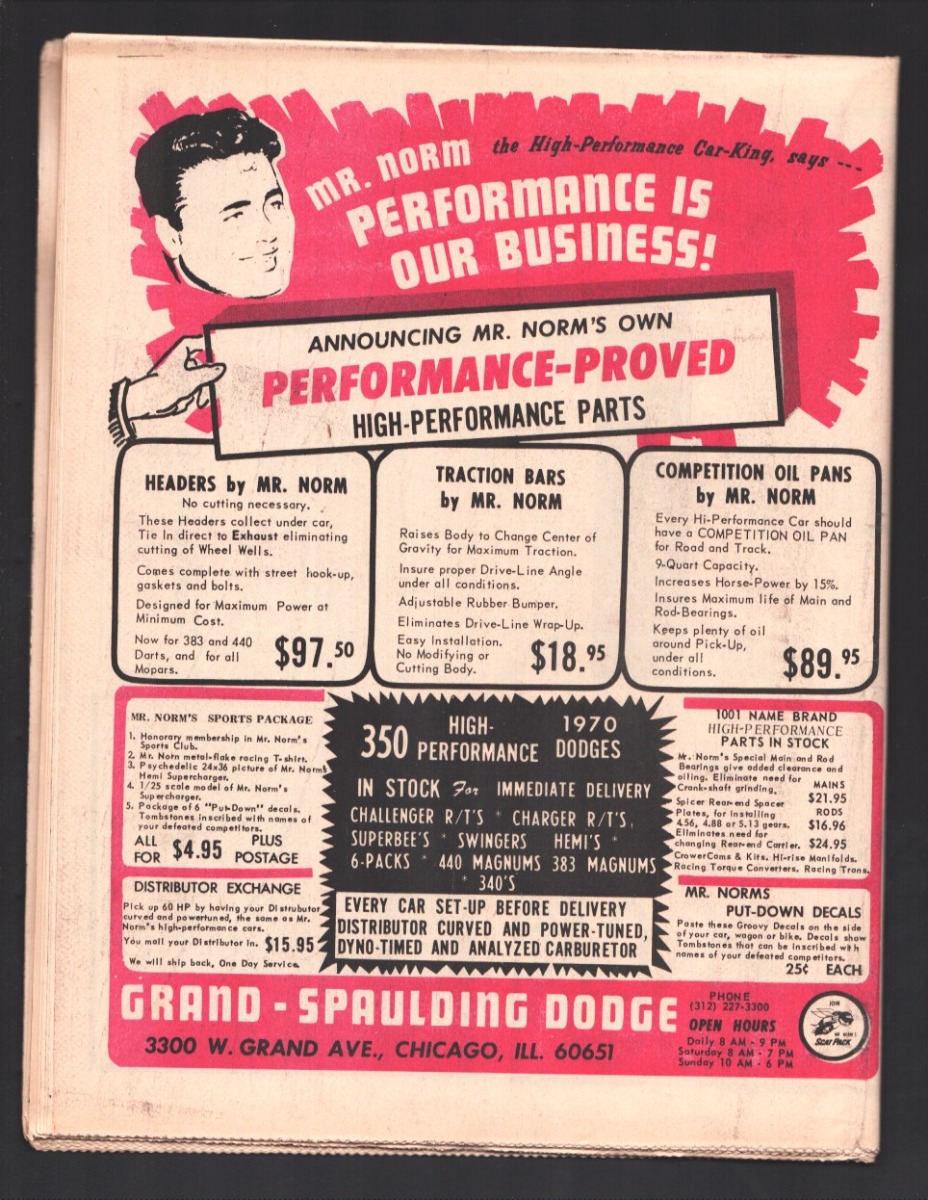 MR. NORM the High-Performance Car-King, says ---
PERFORMANCE IS
OUR BUSINESS!
ANNOUNCING MR. NORM'S OWN
PERFORMANCE-PROVED
HIGH-PERFORMANCE PARTS
HEADERS by MR. NORM
No cutting necessary.
These Headers collect under car,
Tie In direct to Exhaust eliminating
cutting of Wheel Wells.
Comes complete with street hook-up,
gaskets and bolts.
Designed for Maximum Power at
Minimum Cost.
Now for 383 and 440
Darts, and for all
Mopars.
$97.50
TRACTION BARS
by MR. NORM
Raises Body to Change Center of
Gravity for Maximum Traction.
Insure proper Drive-Line Angle
under all conditions.
Adjustable Rubber Bumper.
Eliminates Drive-Line Wrap-Up.
Easy Installation.
No Modifying or
Cutting Body.
$18.95
COMPETITION OIL PANS
by MR. NORM
Every Hi-Performance Car should
have a COMPETITION OIL PAN
for Road and Track.
9-Quart Capacity.
Increases Horse-Power by 15%.
Insures Maximum life of Main and
Rod-Bearings.
Keeps plenty of oil
around Pick-Up,
under all
conditions.
$89.95
MR. NORM'S SPORTS PACKAGE
1. Honorary membership in Mr. Norm's
Sports Club.
2. Mr. Norn metal-flake racing T-shirt.
3. Psychedelic 24x36 picture of Mr. Norm's
Hemi Supercharger.
4. 1/25 scale model of Mr. Norm's
Supercharger.
5. Package of 6 "Put-Down" decals.
Tombstones inscribed with names of
your defeated competitors.
ALL FOR $4.95 PLUS POSTAGE
DISTRIBUTOR EXCHANGE
Pick up 60 HP by having your Distrubutor
curved and powertuned, the same as Mr.
Norm's high-performance cars.
You mail your Distributor in. $15.95
We will ship back, One Day Service.
350 HIGH-PERFORMANCE 1970 DODGES
IN STOCK For IMMEDIATE DELIVERY
CHALLENGER R/T'S * CHARGER R/T'S
SUPERBEE'S * SWINGERS HEMI'S *
6-PACKS * 440 MAGNUMS 383 MAGNUMS
* 340'S
EVERY CAR SET-UP BEFORE DELIVERY
DISTRIBUTOR CURVED AND POWER-TUNED,
DYNO-TIMED AND ANALYZED CARBURETOR
1001 NAME BRAND
HIGH-PERFORMANCE
PARTS IN STOCK
Mr. Norm's Special Main and Rod
Bearings give added clearance and
oiling. Eliminate need for
Crank-shaft grinding.
MAINS
$21.95
RODS
$16.96
Spicer Rear-end Spacer
Plates, for Installing
4.56, 4.88 or 5.13 gears.
Eliminates need for
changing Rear-end Carrier. $24.95
CrowerCams & Kits. Hi-rise Manifolds.
Racing Torque Converters. Racing Trans.
MR. NORMS
PUT-DOWN DECALS
Paste these Groovy Decals on the side
of your car, wagon or bike. Decals show
Tombstones that can be inscribed with
names of your defeated competitors.
25¢ EACH
GRAND - SPAULDING DODGE
3300 W. GRAND AVE., CHICAGO, ILL. 60651
PHONE
(312) 227-3300
OPEN HOURS
Daily 8 AM - 9 PM
Saturday 8 AM - 7 PM
Sunday 10 AM - 6 PM
JOIN
MR NORM'S
SCAT PACK